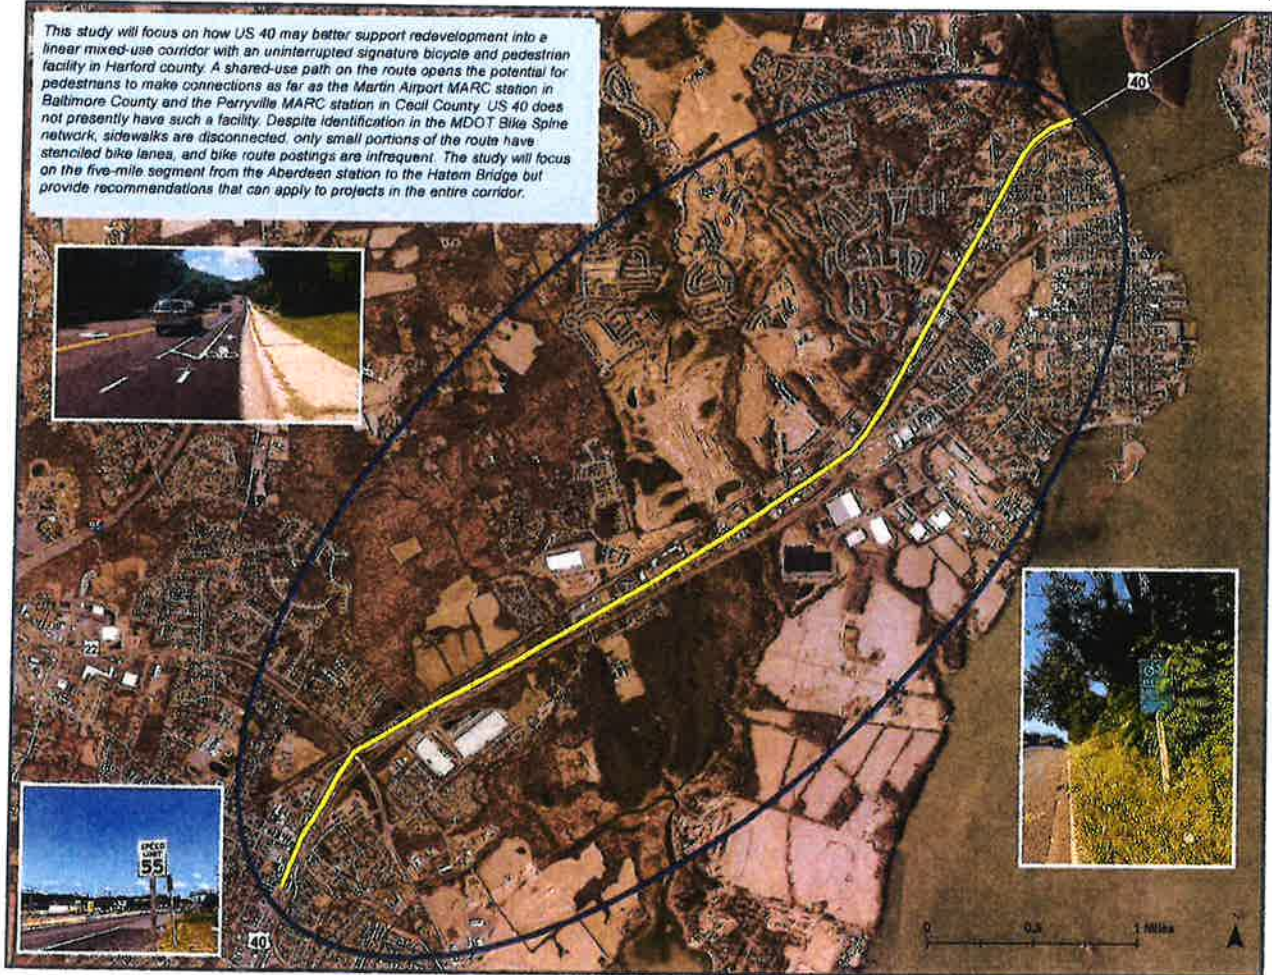 This study will focus on how US 40 may better support redevelopment into a
linear mixed-use corridor with an uninterrupted signature bicycle and pedestrian
facility in Harford county. A shared-use path on the route opens the potential for
pedestrians to make connections as far as the Martin Airport MARC station in
Baltimore County and the Perryville MARC station in Cecil County. US 40 does
not presently have such a facility. Despite identification in the MDOT Bike Spine
network, sidewalks are disconnected, only small portions of the route have
stenciled bike lanes, and bike route postings are infrequent. The study will focus
on the five-mile segment from the Aberdeen station to the Hatem Bridge but
provide recommendations that can apply to projects in the entire corridor.
40
22
SPEED
LIMIT
55
40
0 0.5 1 Miles